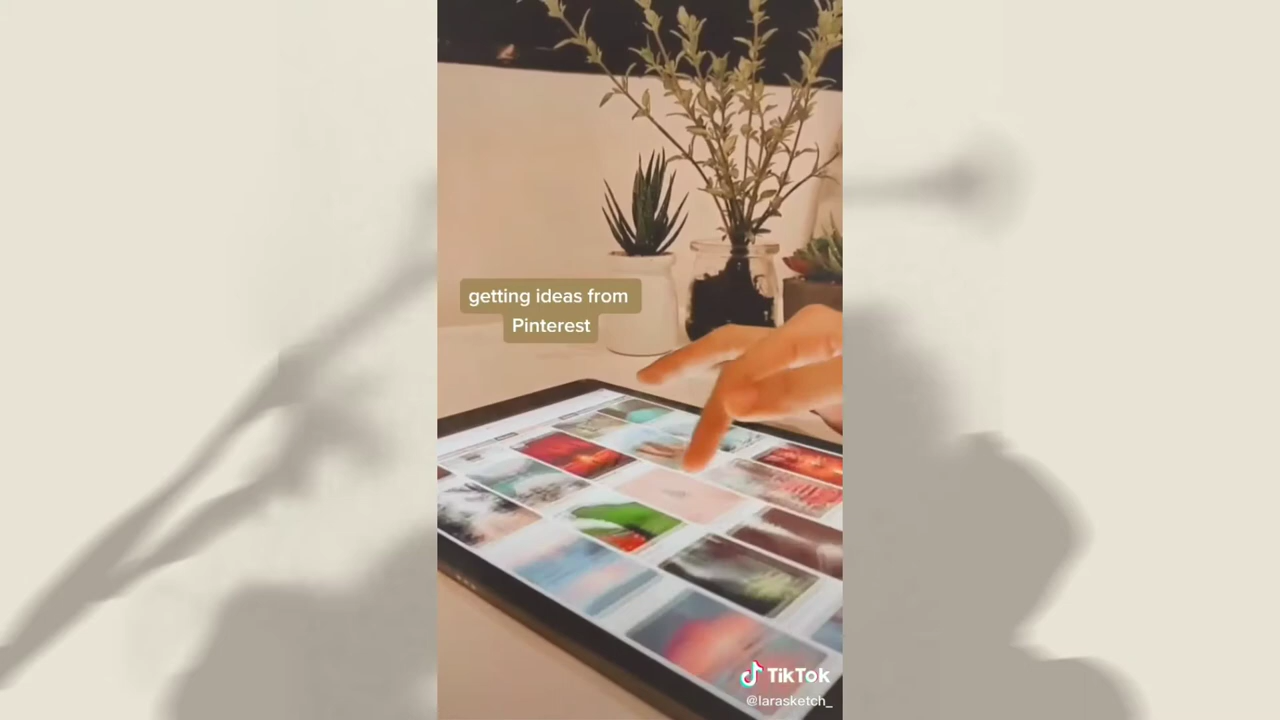 getting ideas from
Pinterest
TikTok
@larasketch_